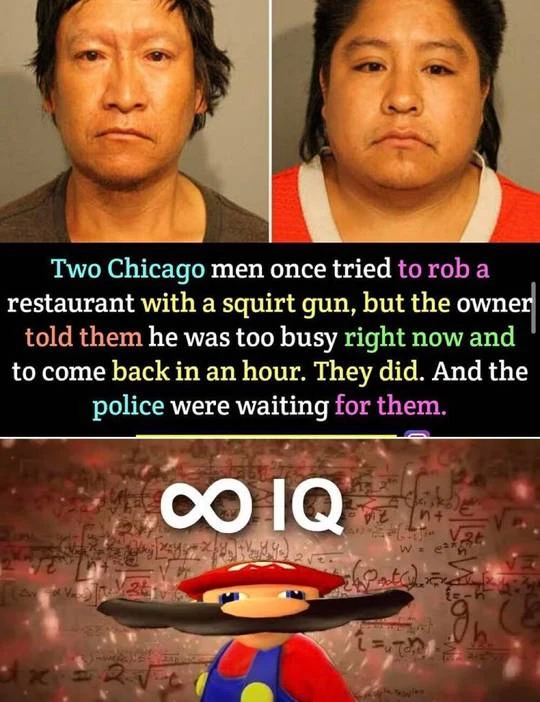 Two Chicago men once tried to rob a
restaurant with a squirt gun, but the owner
told them he was too busy right now and
to come back in an hour. They did. And the
police were waiting for them.
∞ IQ